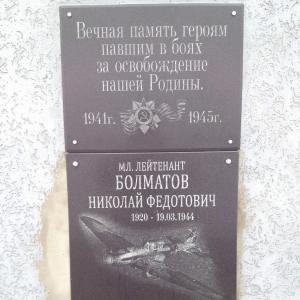 Вечная память героям
павшим в боях
за освобождение
нашей Родины.
1941г. 1945г.
МЛ. ЛЕЙТЕНАНТ
БОЛМАТОВ
НИКОЛАЙ ФЕДОТОВИЧ
1920 - 19.03.1944